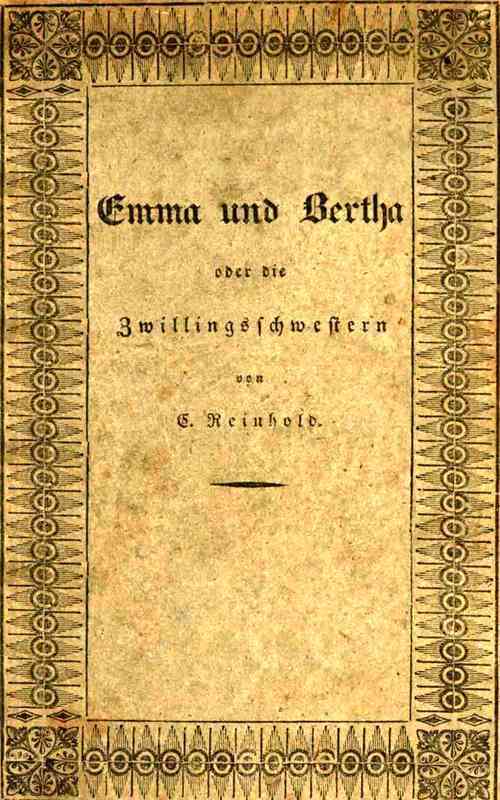 Emma und Bertha
oder die
Zwillingsſchweſtern
von
C. Reinhold.